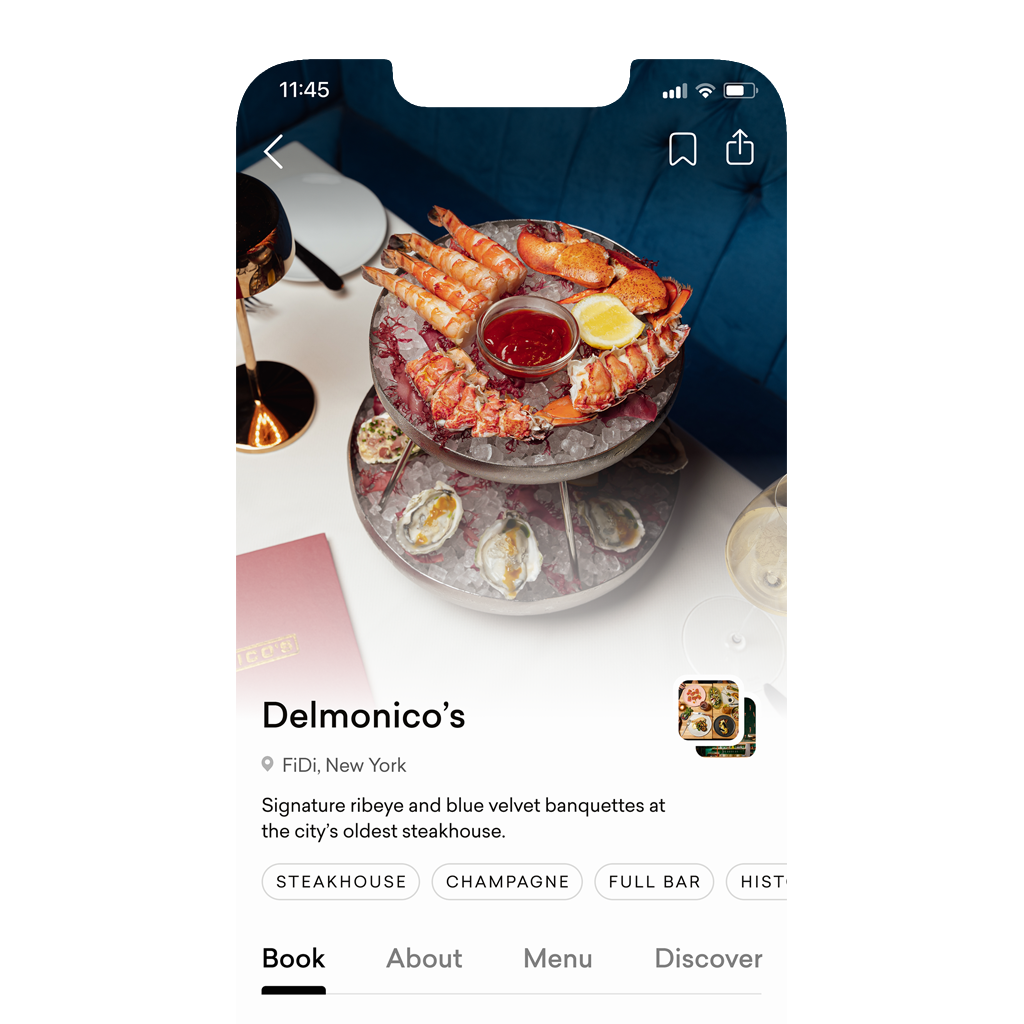 11:45
ICO'S
Delmonico’s
FiDi, New York
Signature ribeye and blue velvet banquettes at
the city’s oldest steakhouse.
STEAKHOUSE
CHAMPAGNE
FULL BAR
HIST
Book
About
Menu
Discover